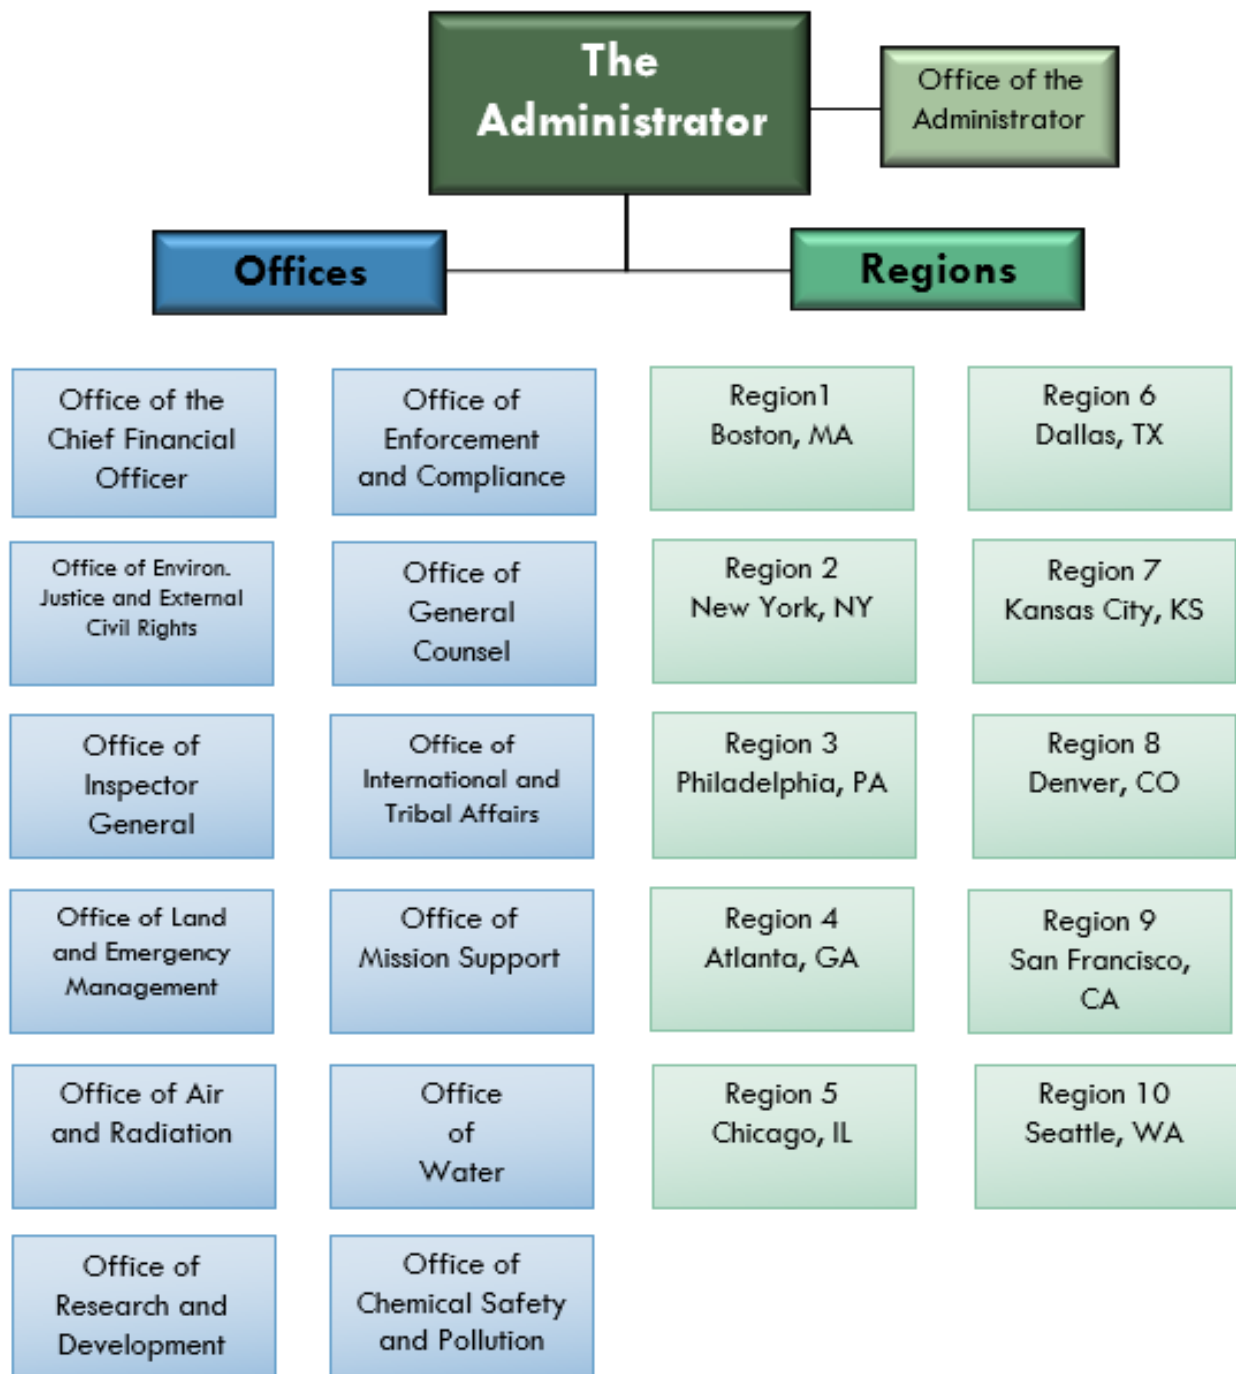 The
Administrator
Office of the
Administrator
Offices
Regions
Office of the
Chief Financial
Officer
Office of
Enforcement
and Compliance
Region1
Boston, MA
Region 6
Dallas, TX
Office of Environ.
Justice and External
Civil Rights
Office of
General
Counsel
Region 2
New York, NY
Region 7
Kansas City, KS
Office of
Inspector
General
Office of
International and
Tribal Affairs
Region 3
Philadelphia, PA
Region 8
Denver, CO
Office of Land
and Emergency
Management
Office of
Mission Support
Region 4
Atlanta, GA
Region 9
San Francisco,
CA
Office of Air
and Radiation
Office
of
Water
Region 5
Chicago, IL
Region 10
Seattle, WA
Office of
Research and
Development
Office of
Chemical Safety
and Pollution